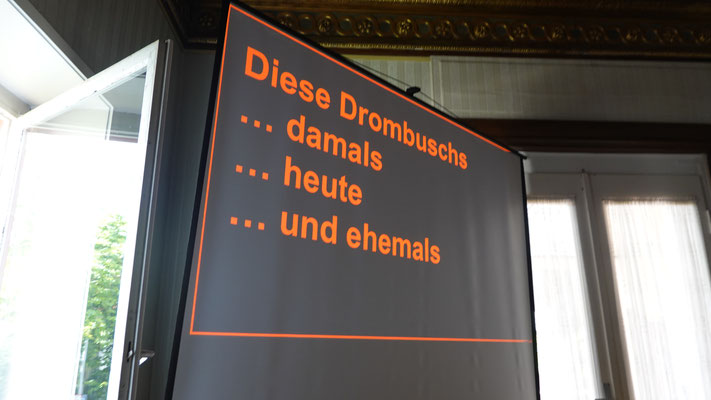 Diese Drombuschs
... damals
... heute
... und ehemals